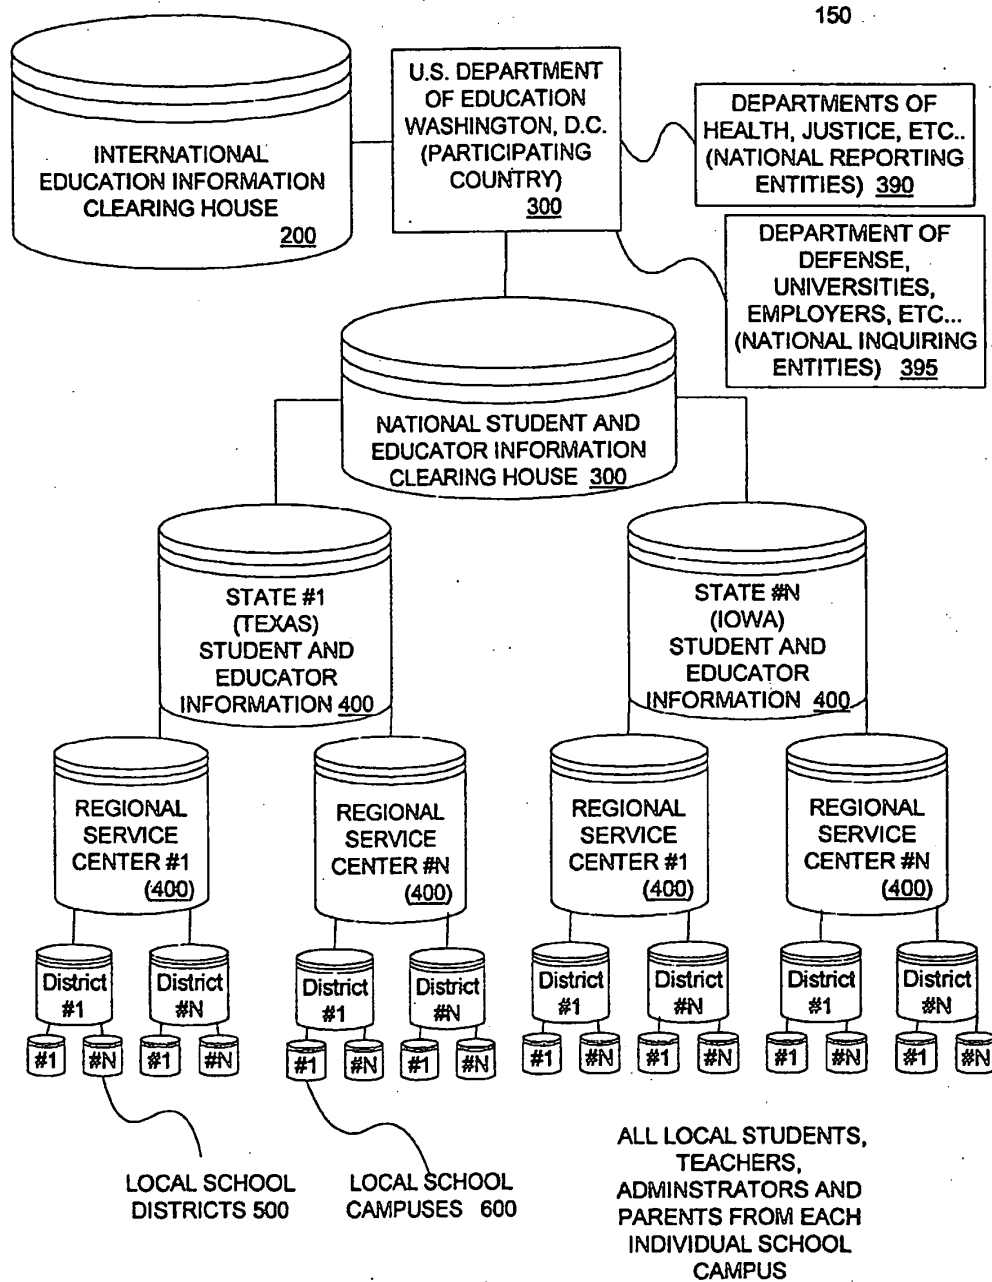 150
INTERNATIONAL
EDUCATION INFORMATION
CLEARING HOUSE
200
U.S. DEPARTMENT
OF EDUCATION
WASHINGTON, D.C.
(PARTICIPATING
COUNTRY)
300
DEPARTMENTS OF
HEALTH, JUSTICE, ETC..
(NATIONAL REPORTING
ENTITIES) 390
DEPARTMENT OF
DEFENSE,
UNIVERSITIES,
EMPLOYERS, ETC...
(NATIONAL INQUIRING
ENTITIES) 395
NATIONAL STUDENT AND
EDUCATOR INFORMATION
CLEARING HOUSE 300
STATE #1
(TEXAS)
STUDENT AND
EDUCATOR
INFORMATION 400
STATE #N
(IOWA)
STUDENT AND
EDUCATOR
INFORMATION 400
REGIONAL
SERVICE
CENTER #1
(400)
REGIONAL
SERVICE
CENTER #N
(400)
REGIONAL
SERVICE
CENTER #1
(400)
REGIONAL
SERVICE
CENTER #N
(400)
District
#1
District
#N
District
#1
District
#N
District
#1
District
#N
District
#1
District
#N
#1 #N #1 #N #1 #N #1 #N #1 #N #1 #N #1 #N #1 #N
LOCAL SCHOOL
DISTRICTS 500
LOCAL SCHOOL
CAMPUSES 600
ALL LOCAL STUDENTS,
TEACHERS,
ADMINSTRATORS AND
PARENTS FROM EACH
INDIVIDUAL SCHOOL
CAMPUS